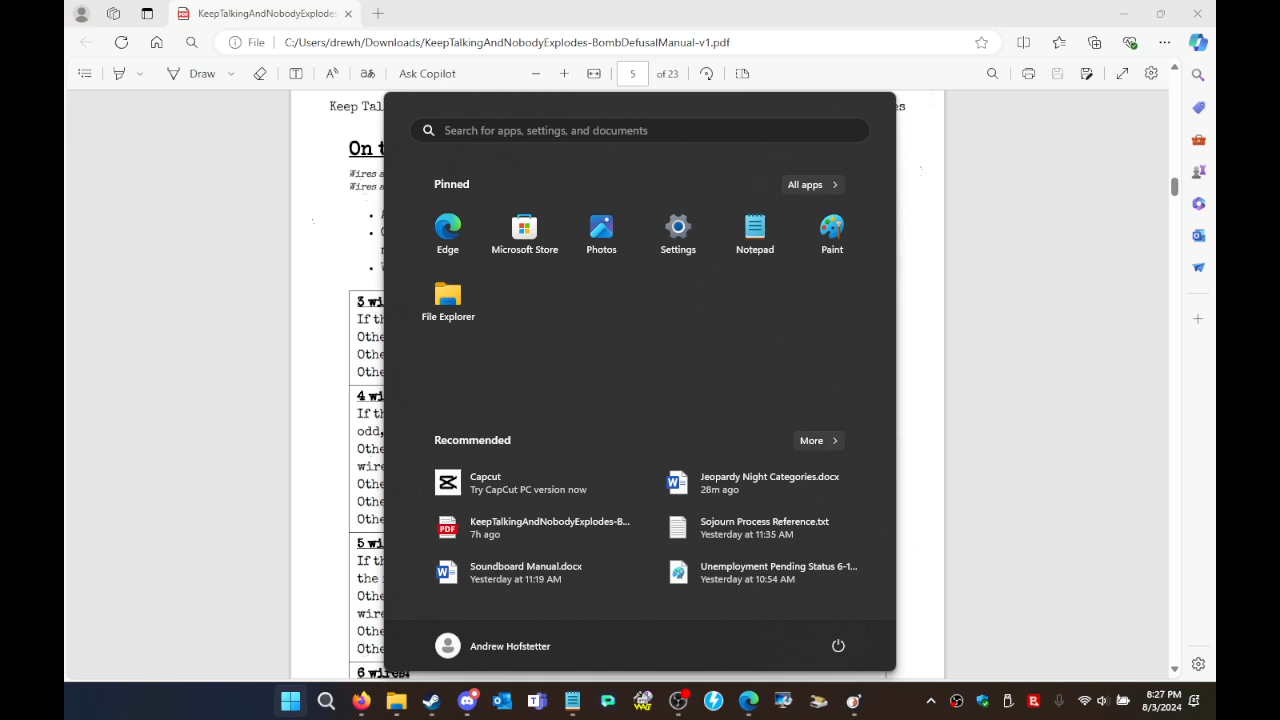 KeepTalkingAndNobodyExplodes
File
C:/Users/drewh/Downloads/KeepTalkingAndNobodyExplodes-BombDefusalManual-v1.pdf
Draw
Ask Copilot
5 of 23
Keep Tal
es
On t
Wires a
Wires a
3 wi
If th
Othe
Othe
Othe
4 wi
If th
odd,
Othe
wire
Othe
Othe
Othe
5 wi
If th
the
Othe
wire
Othe
Othe
6 wires:
Search for apps, settings, and documents
Pinned
All apps
Edge
Microsoft Store
Photos
Settings
Notepad
Paint
File Explorer
Recommended
More
Capcut
Try CapCut PC version now
Jeopardy Night Categories.docx
28m ago
PDF
KeepTalkingAndNobodyExplodes-B...
7h ago
Sojourn Process Reference.txt
Yesterday at 11:35 AM
Soundboard Manual.docx
Yesterday at 11:19 AM
Unemployment Pending Status 6-1...
Yesterday at 10:54 AM
Andrew Hofstetter
8:27 PM
8/3/2024